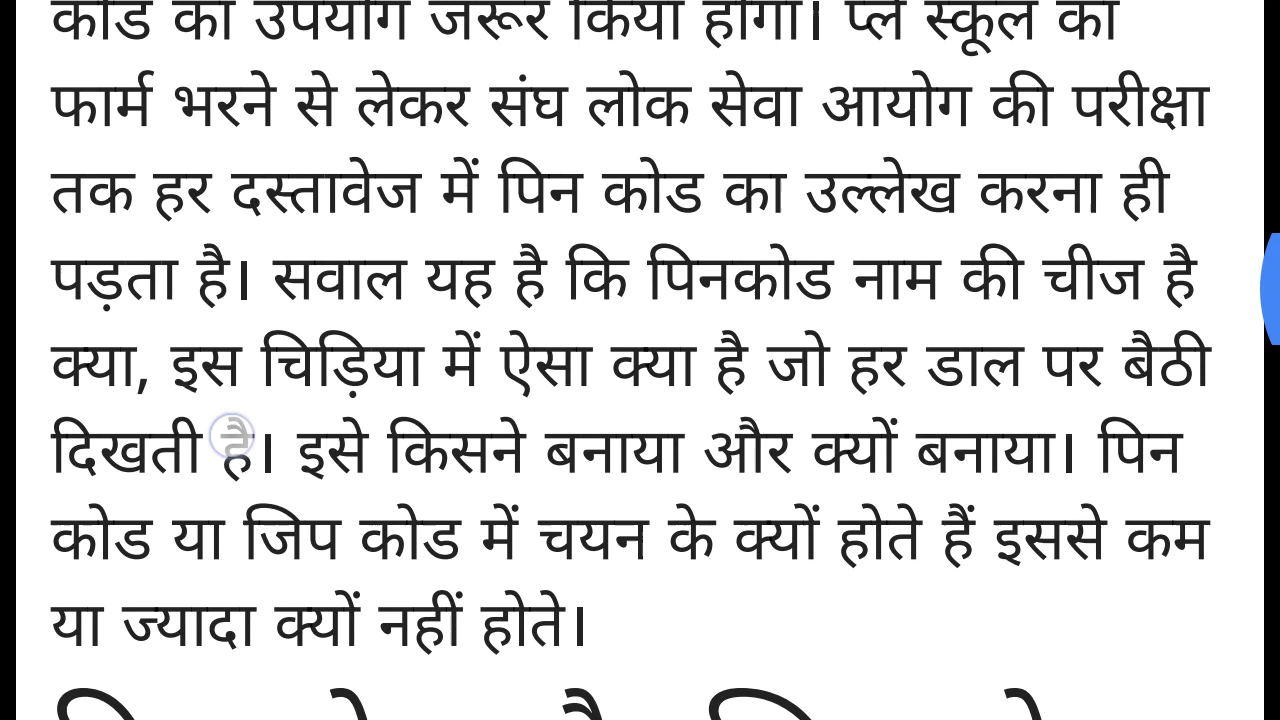 कोड का उपयोग जरूर किया होगा। प्ले स्कूल का
फार्म भरने से लेकर संघ लोक सेवा आयोग की परीक्षा
तक हर दस्तावेज में पिन कोड का उल्लेख करना ही
पड़ता है। सवाल यह है कि पिनकोड नाम की चीज है
क्या, इस चिड़िया में ऐसा क्या है जो हर डाल पर बैठी
दिखती है। इसे किसने बनाया और क्यों बनाया। पिन
कोड या जिप कोड में चयन के क्यों होते हैं इससे कम
या ज्यादा क्यों नहीं होते।